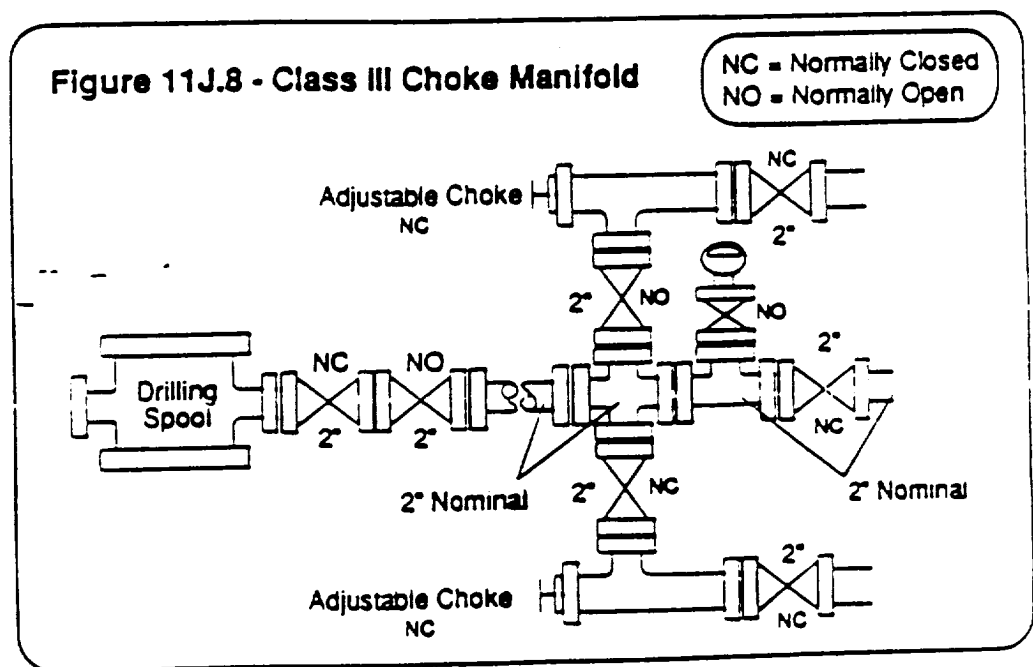 Figure 11J.8 - Class III Choke Manifold
NC = Normally Closed
NO = Normally Open
Adjustable Choke
NC
NC
2"
2"
NO
NO
Drilling
Spool
NC
NO
2"
2"
2"
NC
2" Nominal
2"
NC
2" Nominal
Adjustable Choke
NC
2"
NC